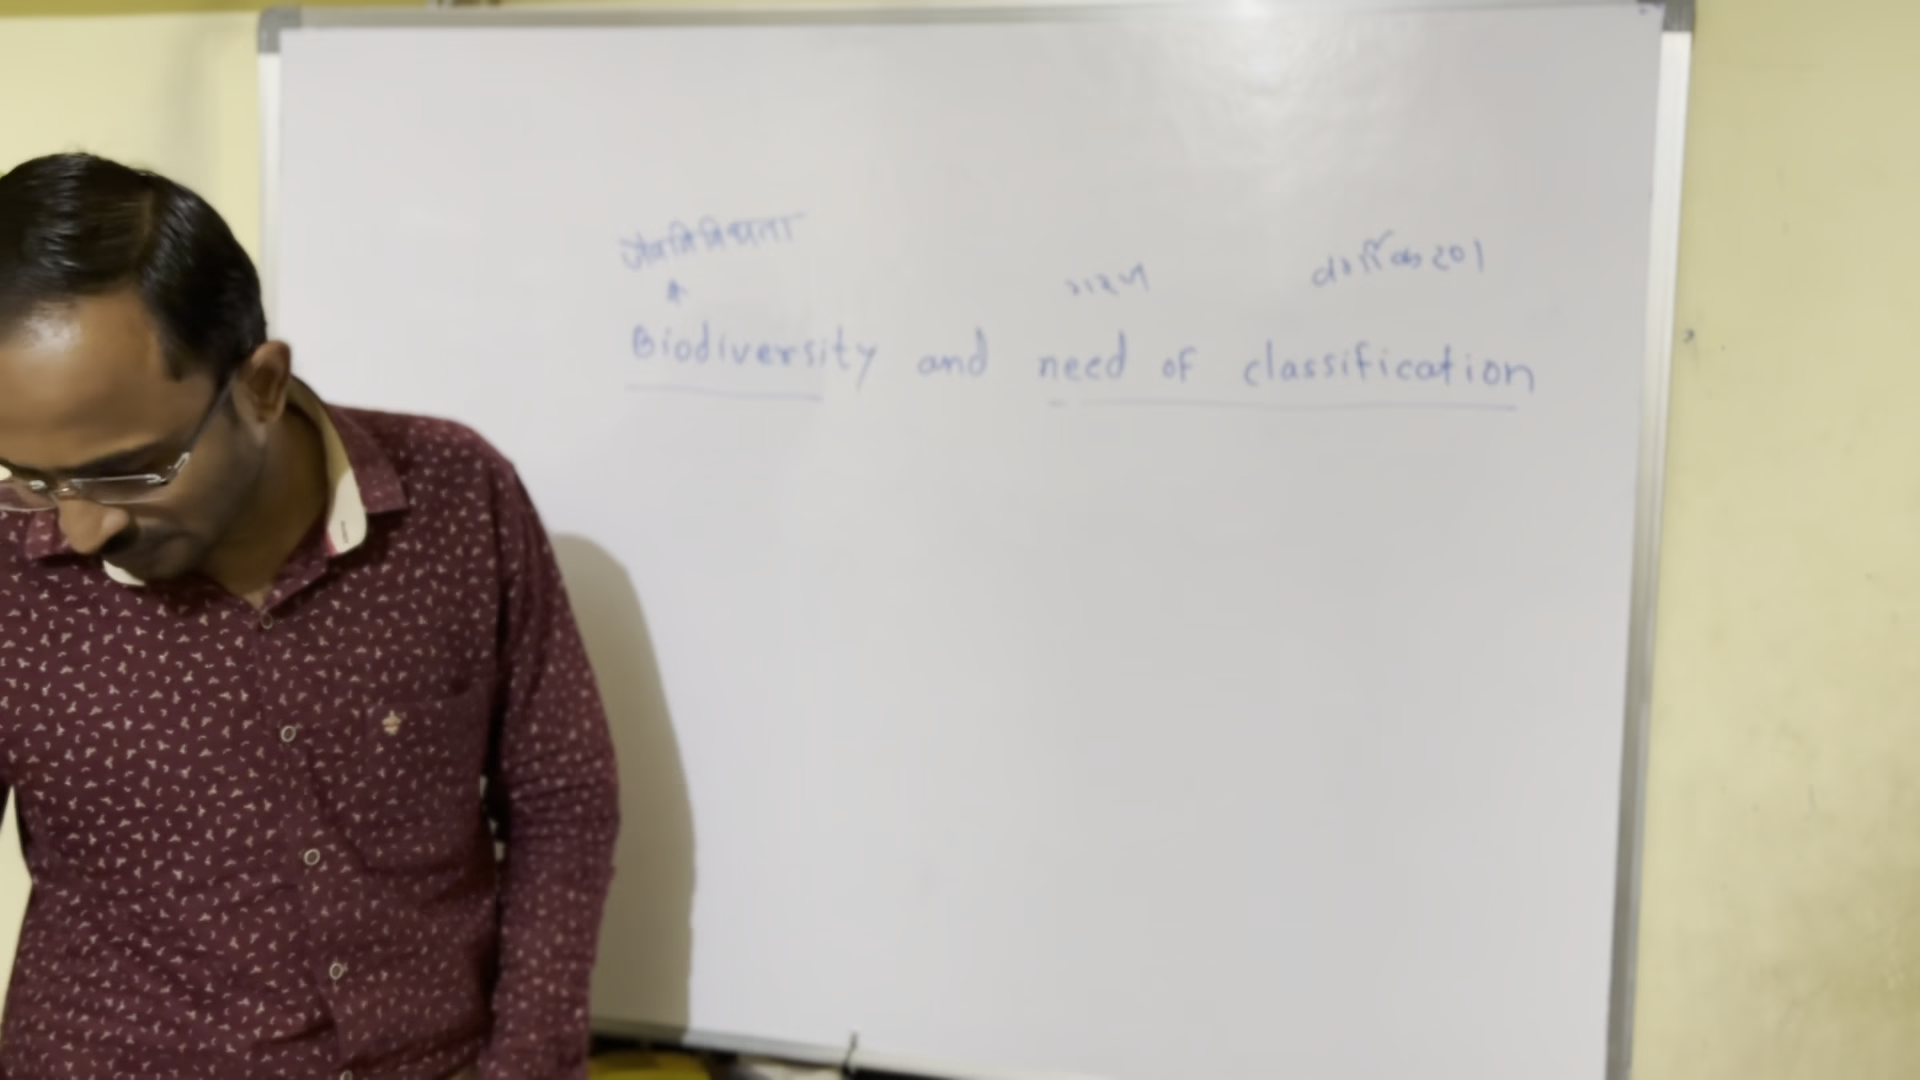 जैवविविधता गरज वर्गीकरण
Biodiversity and need of classification